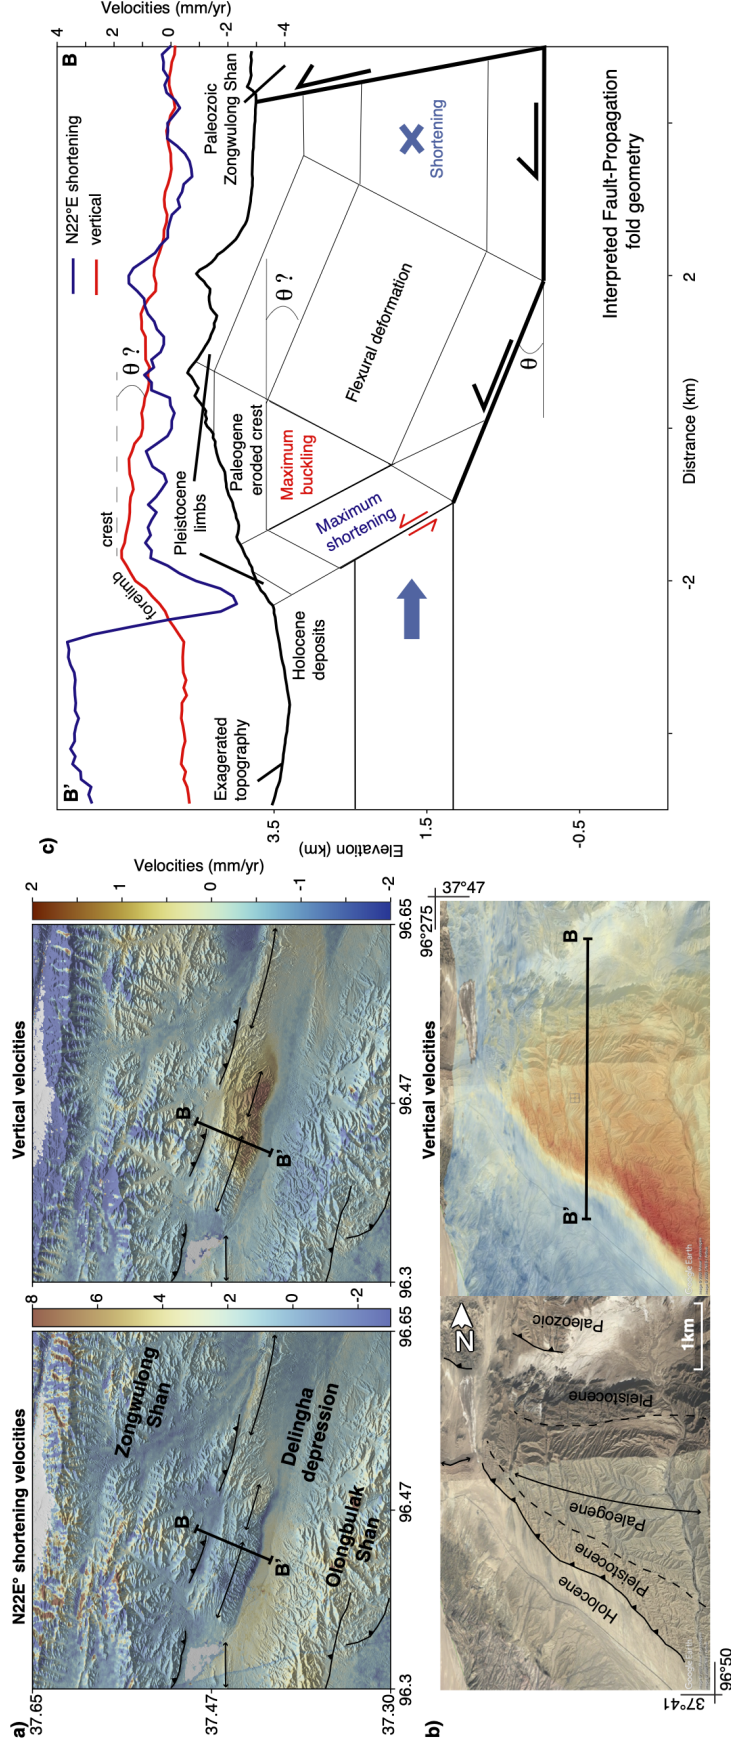 a)
N22E° shortening velocities
37.65
37.47
37.30
96.3
96.47
96.65
8
6
4
2
0
-2
Zongwulong
Shan
Delingha
depression
Olongbulak
Shan
B
B'
Vertical velocities
96.3
96.47
96.65
B
B'
Velocities (mm/yr)
2
1
0
-1
-2
b)
Holocene
Pleistocene
Paleogene
Pleistocene
Paleozoic
N
1km
Google Earth
37°41
96°50
Vertical velocities
B'
B
Google Earth
96°275
37°47
c)
B'
B
Velocities (mm/yr)
4
2
0
-2
-4
N22°E shortening
vertical
crest
forelimb
θ ?
Exagerated
topography
Holocene
deposits
Pleistocene
limbs
Paleogene
eroded crest
Maximum
buckling
Maximum
shortening
Flexural deformation
θ ?
θ
Paleozoic
Zongwulong Shan
Shortening
Interpreted Fault-Propagation
fold geometry
Elevation (km)
3.5
1.5
-0.5
-2
2
Distrance (km)